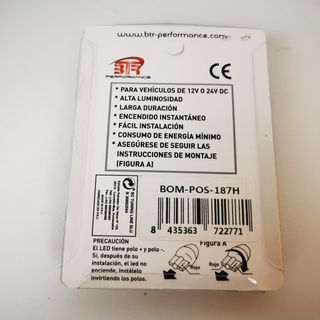 www.btr-performance.com
BTR
PERFORMANCE
CE
* PARA VEHÍCULOS DE 12V O 24V DC
* ALTA LUMINOSIDAD
* LARGA DURACIÓN
* ENCENDIDO INSTANTÁNEO
* FÁCIL INSTALACIÓN
* CONSUMO DE ENERGÍA MÍNIMO
* ASEGÚRESE DE SEGUIR LAS
INSTRUCCIONES DE MONTAJE
(FIGURA A)
BOM-POS-187H
8 435363 722771
PRECAUCIÓN
El LED tiene polo + y polo -.
Si, después de su
instalación, el led no
enciende, instálelo
invirtiendo los polos.
Figura A
Rojo
Rojo